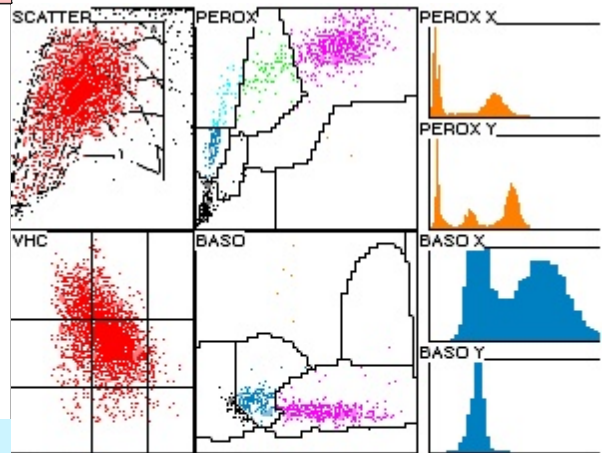 SCATTER
PEROX
PEROX X
PEROX Y
VHC
BASO
BASO X
BASO Y